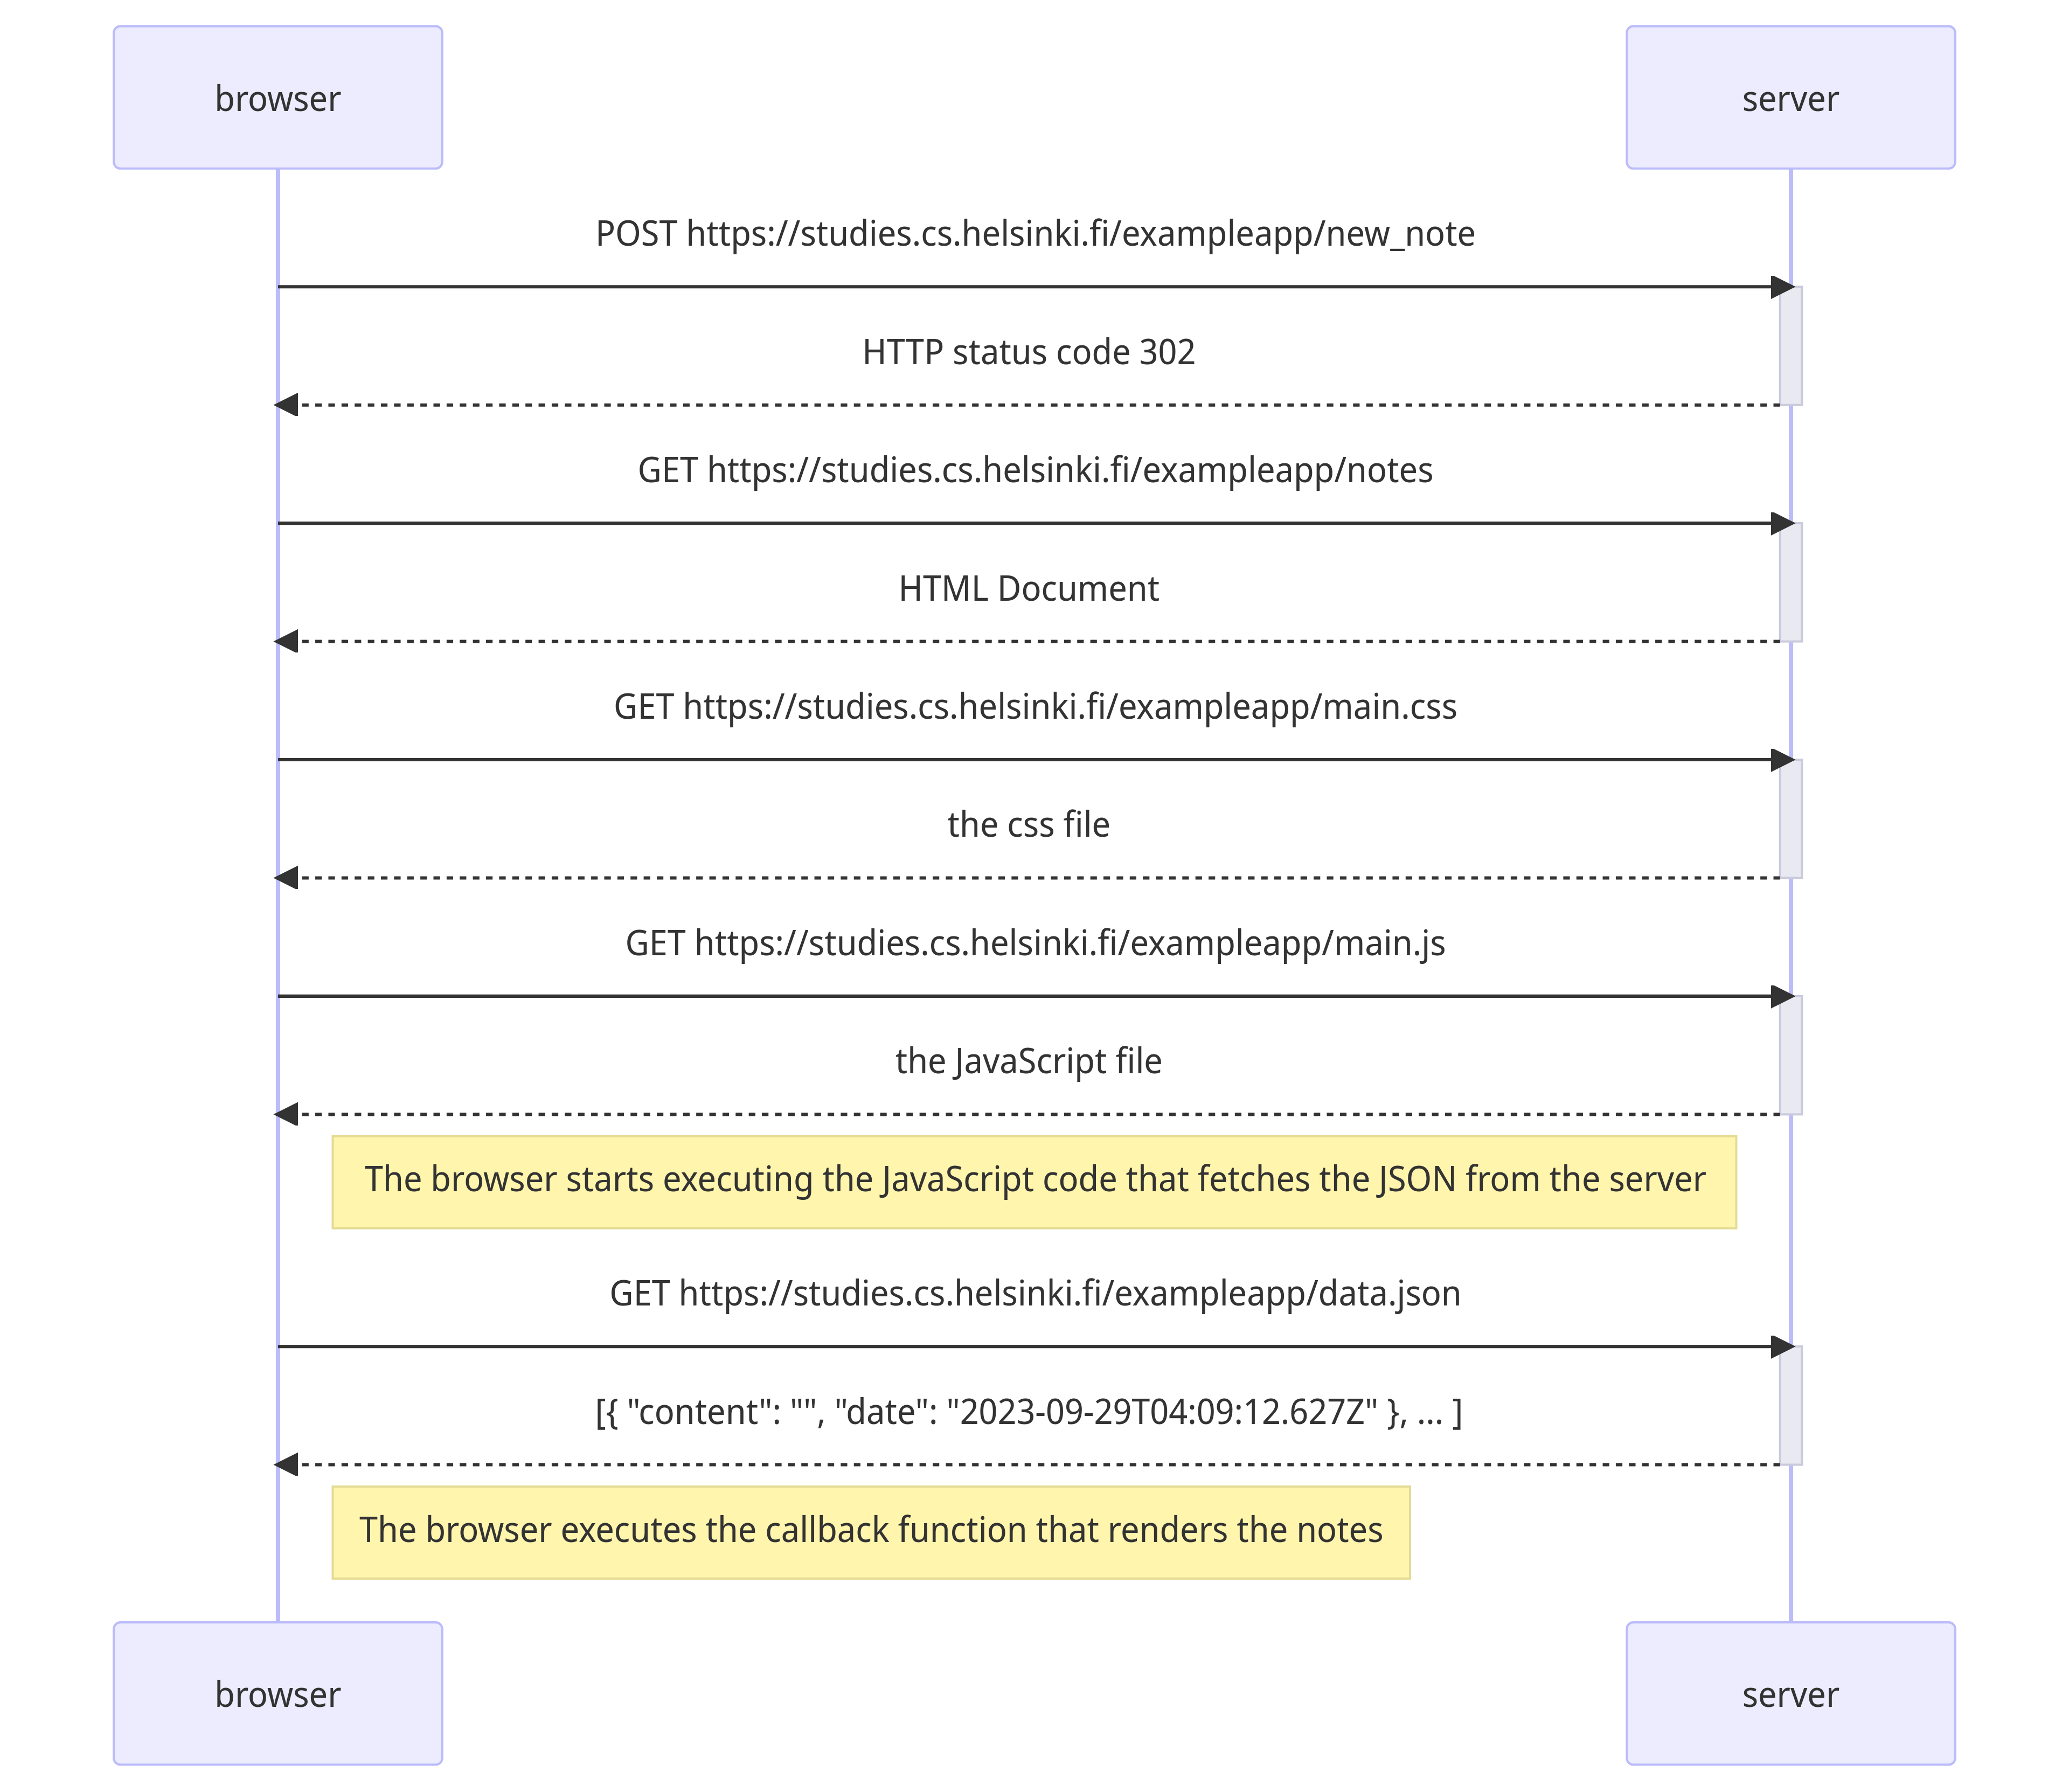 browser
server
POST https://studies.cs.helsinki.fi/exampleapp/new_note
HTTP status code 302
GET https://studies.cs.helsinki.fi/exampleapp/notes
HTML Document
GET https://studies.cs.helsinki.fi/exampleapp/main.css
the css file
GET https://studies.cs.helsinki.fi/exampleapp/main.js
the JavaScript file
The browser starts executing the JavaScript code that fetches the JSON from the server
GET https://studies.cs.helsinki.fi/exampleapp/data.json
[{ "content": "", "date": "2023-09-29T04:09:12.627Z" }, ... ]
The browser executes the callback function that renders the notes
browser
server